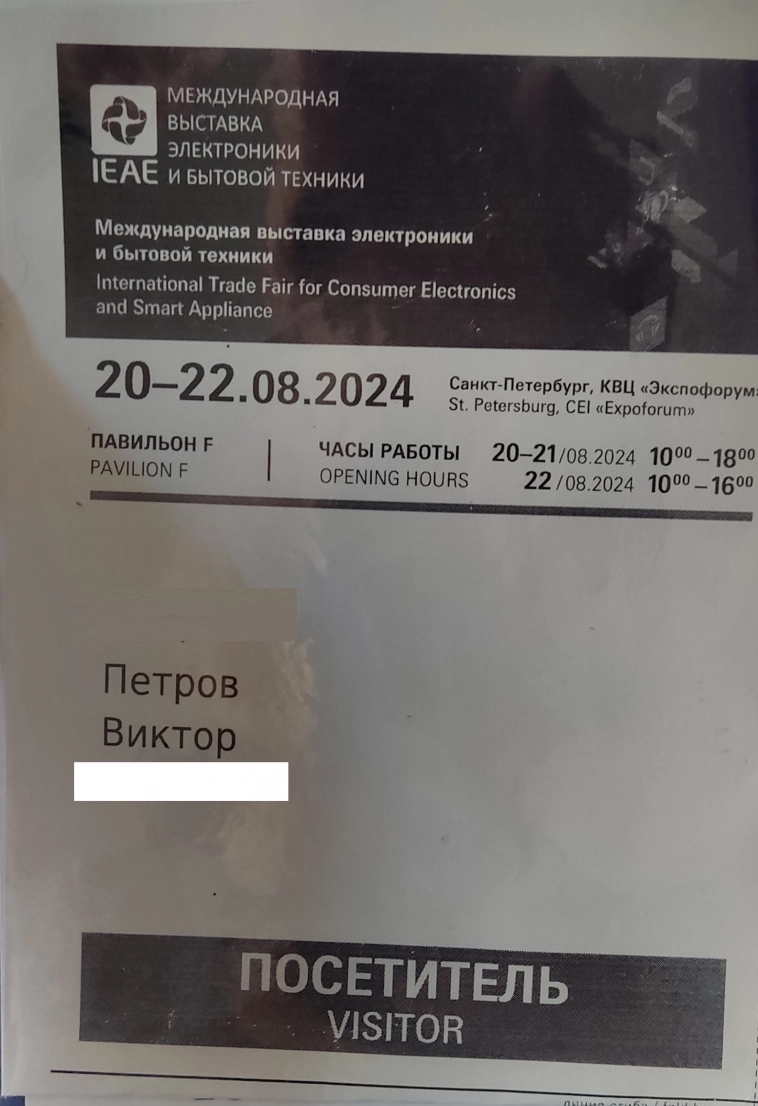 МЕЖДУНАРОДНАЯ
ВЫСТАВКА
ЭЛЕКТРОНИКИ
IEAE И БЫТОВОЙ ТЕХНИКИ
Международная выставка электроники
и бытовой техники
International Trade Fair for Consumer Electronics
and Smart Appliance
20–22.08.2024
Санкт-Петербург, КВЦ «Экспофорум»
St. Petersburg, CEI «Expoforum»
ПАВИЛЬОН F | ЧАСЫ РАБОТЫ 20–21/08.2024 10⁰⁰–18⁰⁰
PAVILION F OPENING HOURS 22/08.2024 10⁰⁰–16⁰⁰
Петров
Виктор
ПОСЕТИТЕЛЬ
VISITOR